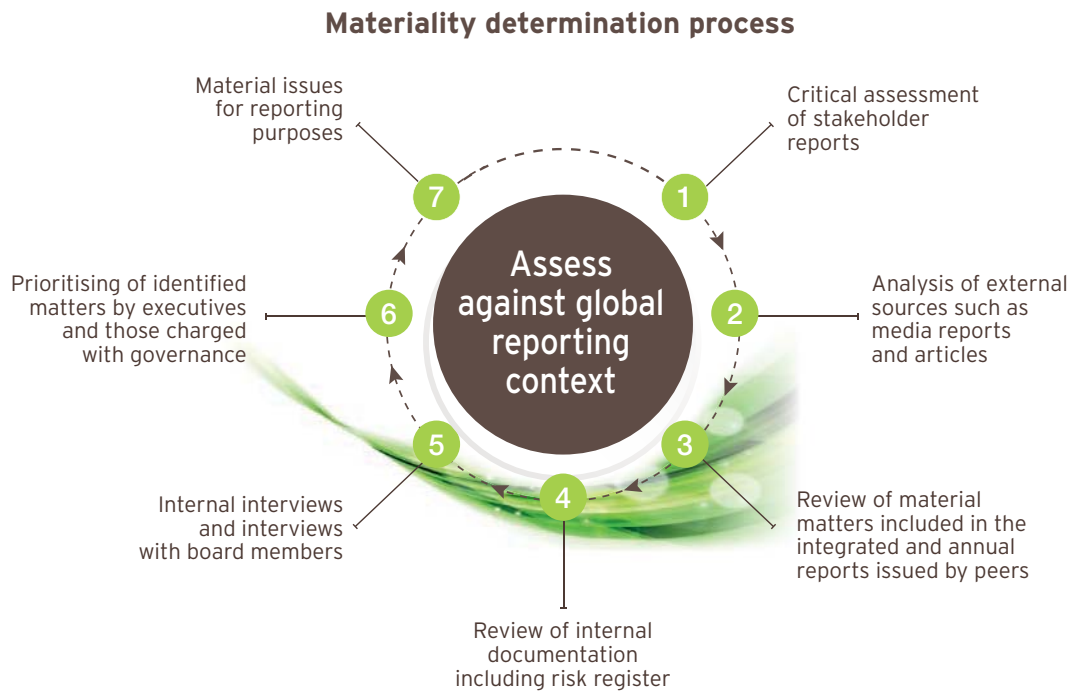 Materiality determination process
1
Critical assessment
of stakeholder
reports
2
Analysis of external
sources such as
media reports
and articles
3
Review of material
matters included in the
integrated and annual
reports issued by peers
4
Review of internal
documentation
including risk register
5
Internal interviews
and interviews
with board members
6
Prioritising of identified
matters by executives
and those charged
with governance
7
Material issues
for reporting
purposes
Assess
against global
reporting
context